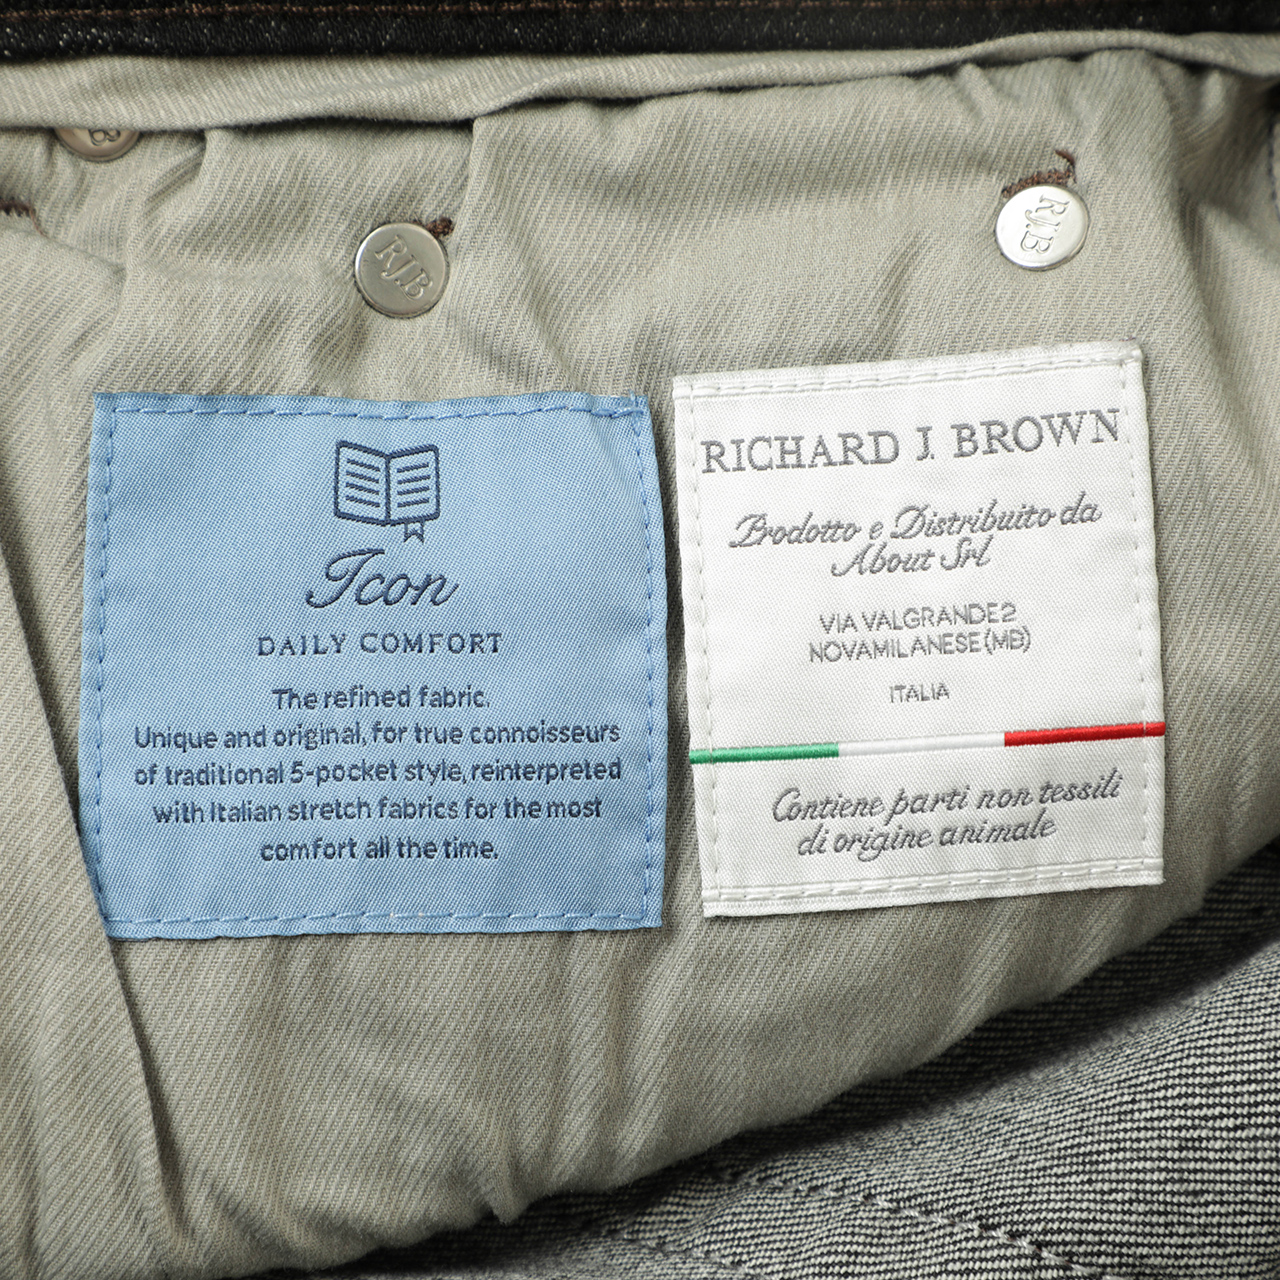 RJ.B
RJ.B
Icon
DAILY COMFORT
The refined fabric.
Unique and original, for true connoisseurs
of traditional 5-pocket style, reinterpreted
with Italian stretch fabrics for the most
comfort all the time.
RICHARD J. BROWN
Prodotto e Distribuito da
About Srl
VIA VALGRANDE 2
NOVA MILANESE (MB)
ITALIA
Contiene parti non tessili
di origine animale